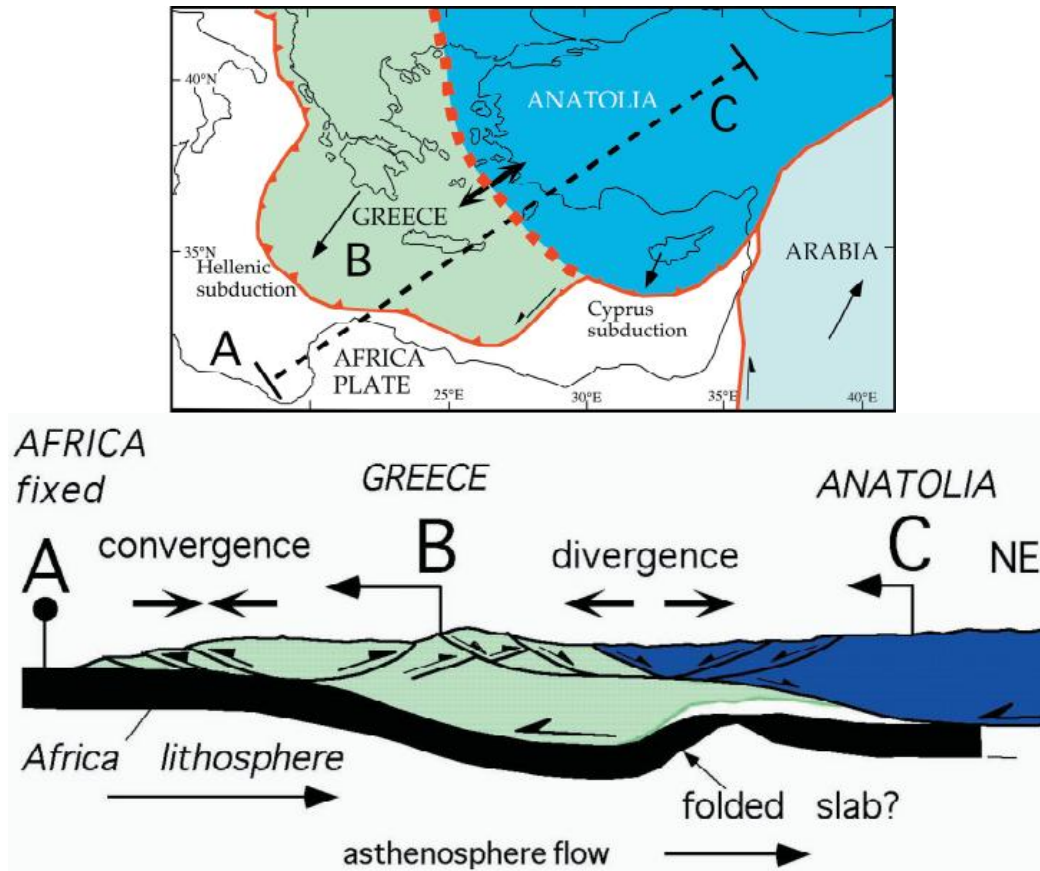 40°N
ANATOLIA
C
GREECE
35°N
B
ARABIA
Hellenic
subduction
Cyprus
subduction
A
AFRICA
PLATE
25°E
30°E
35°E
40°E
AFRICA
fixed
GREECE
ANATOLIA
A
convergence
B
divergence
C
NE
Africa lithosphere
folded slab?
asthenosphere flow